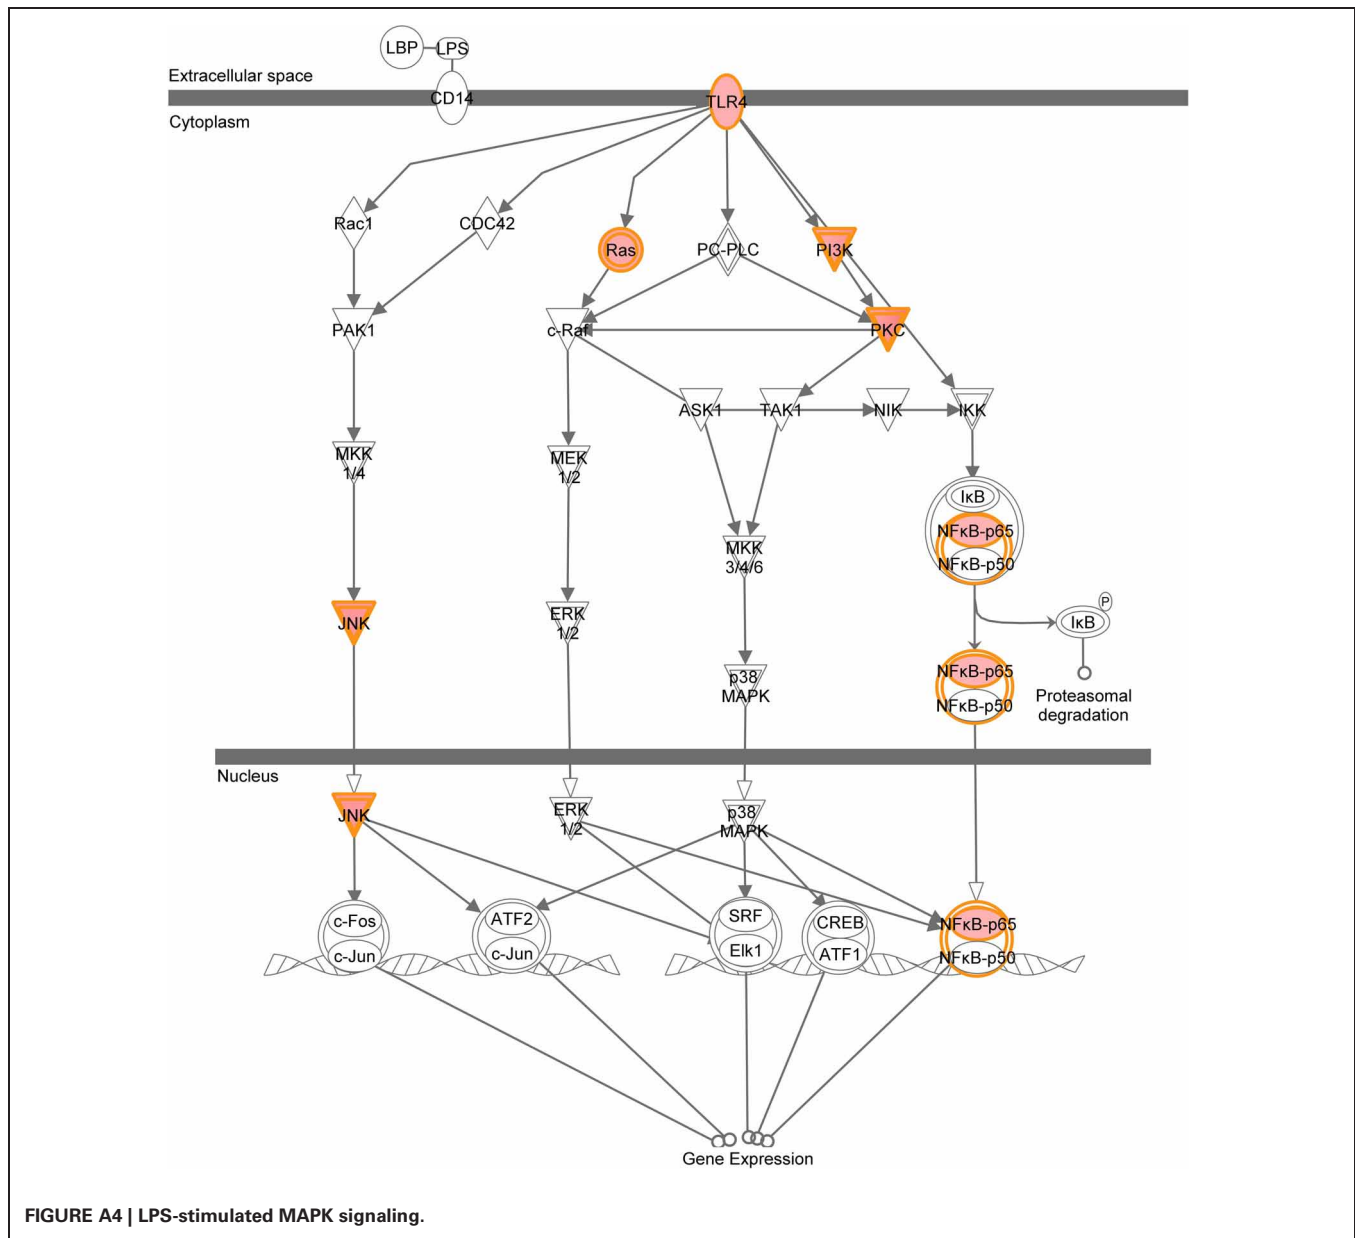 LBP
LPS
Extracellular space
CD14
TLR4
Cytoplasm
Rac1
CDC42
Ras
PC-PLC
PI3K
PAK1
c-Raf
PKC
ASK1
TAK1
NIK
IKK
MKK
1/4
MEK
1/2
IκB
NFκB-p65
NFκB-p50
MKK
3/4/6
JNK
ERK
1/2
P
IκB
p38
MAPK
NFκB-p65
NFκB-p50
Proteasomal
degradation
Nucleus
JNK
ERK
1/2
p38
MAPK
c-Fos
c-Jun
ATF2
c-Jun
SRF
Elk1
CREB
ATF1
NFκB-p65
NFκB-p50
Gene Expression
FIGURE A4 | LPS-stimulated MAPK signaling.